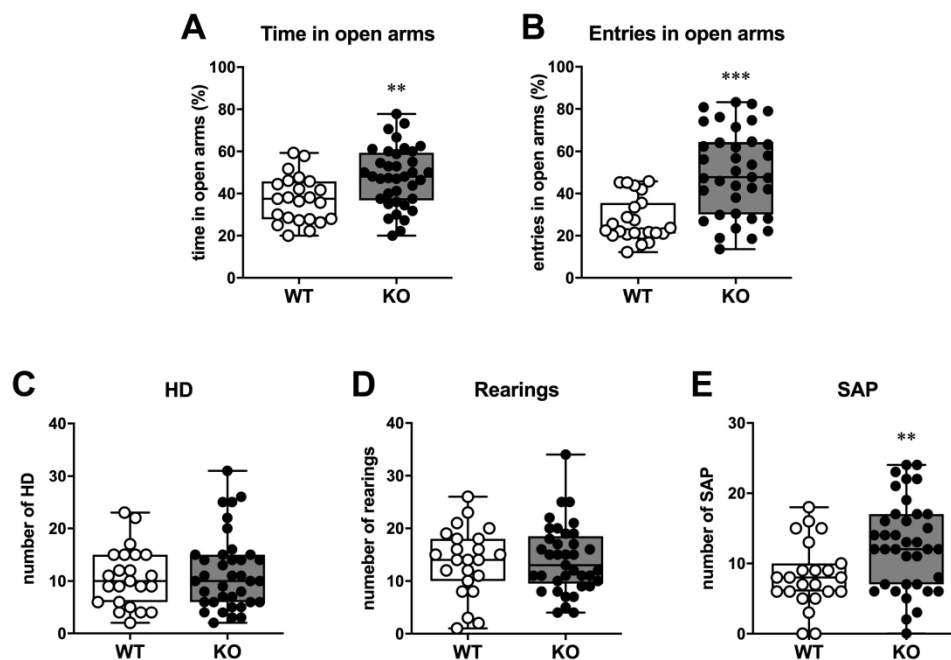 A Time in open arms
B Entries in open arms
time in open arms (%)
100
80
60
40
20
0
**
WT KO
entries in open arms (%)
100
80
60
40
20
0
***
WT KO
C HD
D Rearings
E SAP
number of HD
40
30
20
10
0
WT KO
numeber of rearings
40
30
20
10
0
WT KO
number of SAP
30
20
10
0
**
WT KO